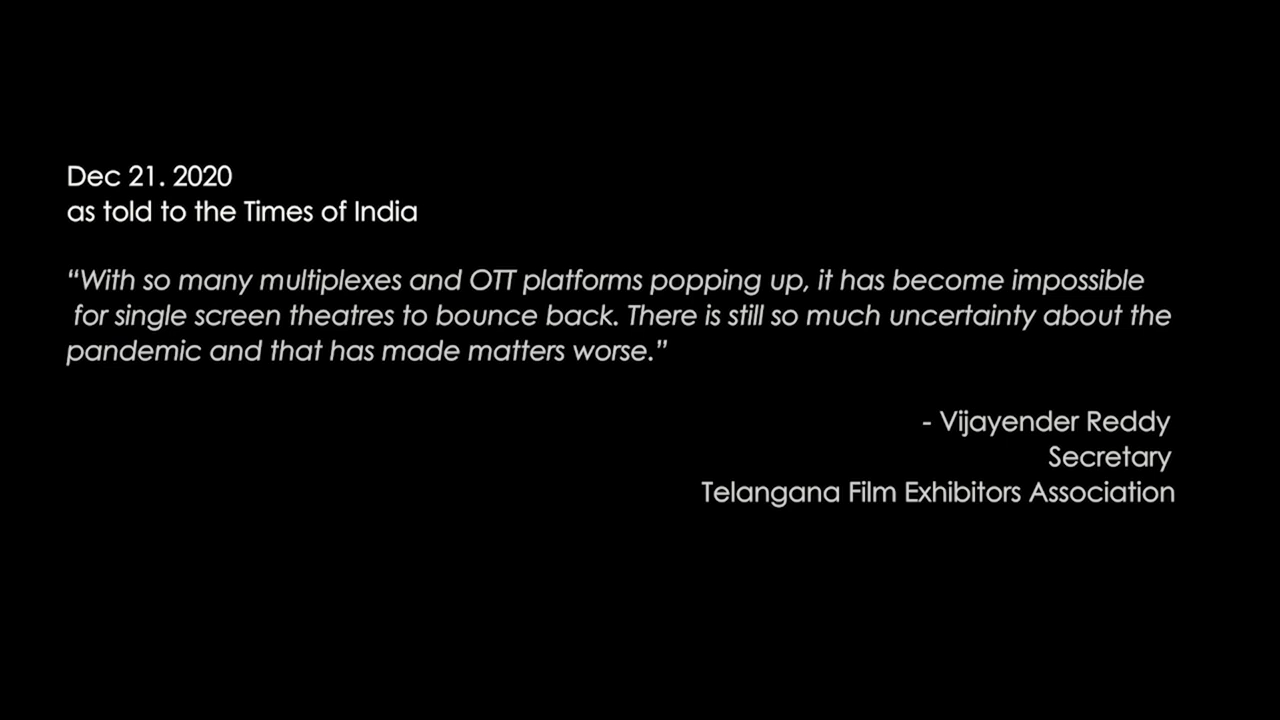 Dec 21. 2020
as told to the Times of India
“With so many multiplexes and OTT platforms popping up, it has become impossible
for single screen theatres to bounce back. There is still so much uncertainty about the
pandemic and that has made matters worse.”
- Vijayender Reddy
Secretary
Telangana Film Exhibitors Association